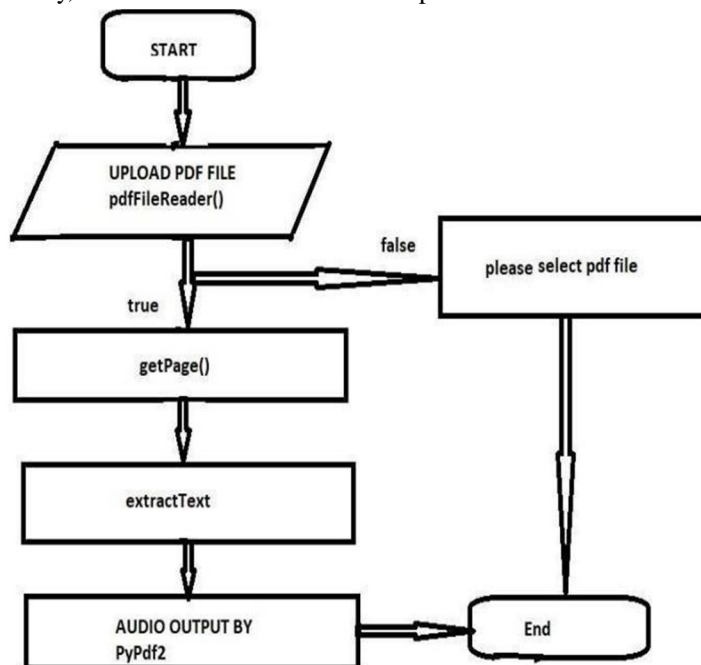 START
UPLOAD PDF FILE
pdfFileReader()
false
please select pdf file
true
getPage()
extractText
AUDIO OUTPUT BY
PyPdf2
End